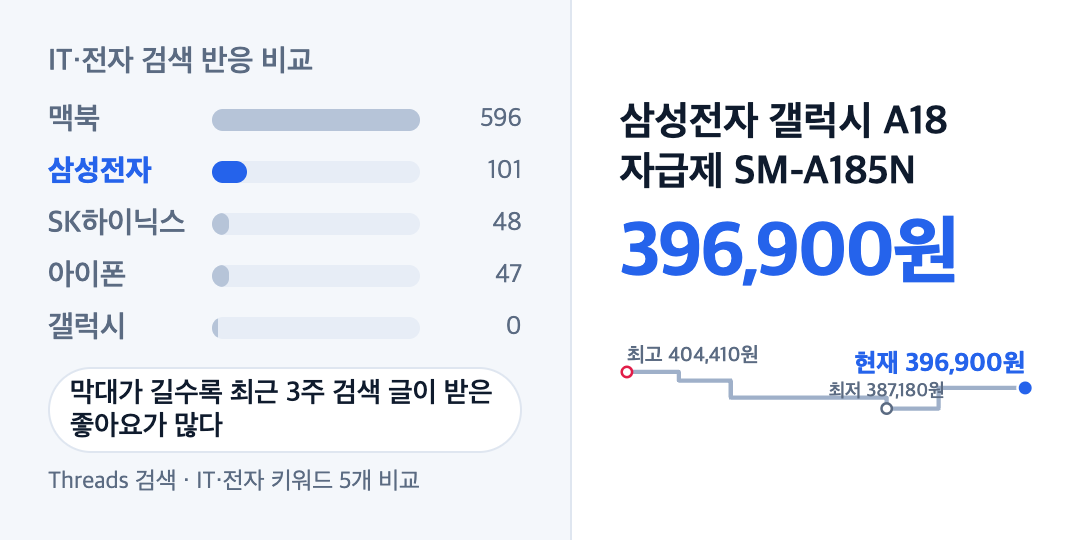 IT·전자 검색 반응 비교
맥북 596
삼성전자 101
SK하이닉스 48
아이폰 47
갤럭시 0
막대가 길수록 최근 3주 검색 글이 받은
좋아요가 많다
Threads 검색 · IT·전자 키워드 5개 비교
삼성전자 갤럭시 A18
자급제 SM-A185N
396,900원
최고 404,410원
현재 396,900원
최저 387,180원